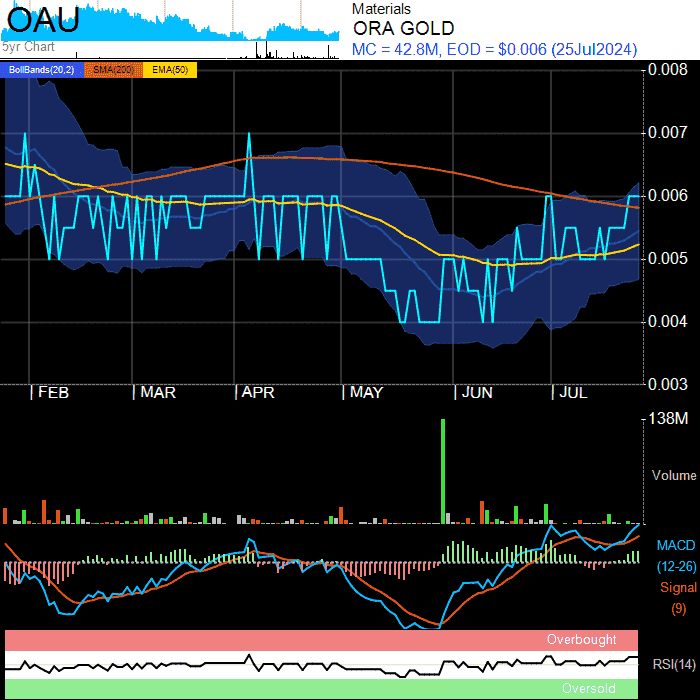 OAU
5yr Chart
Materials
ORA GOLD
MC = 42.8M, EOD = $0.006 (25Jul2024)
BollBands(20,2) SMA(200) EMA(50)
0.008
0.007
0.006
0.005
0.004
0.003
FEB MAR APR MAY JUN JUL
138M
Volume
MACD
(12-26)
Signal
(9)
Overbought
RSI(14)
Oversold